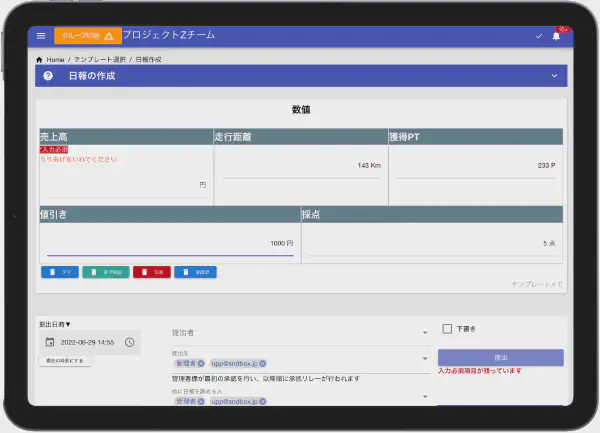 グループ切替 プロジェクトZチーム
Home / テンプレート選択 / 日報作成
日報の作成
数値
売上高 走行距離 獲得PT
*入力必須
うりあげをいれてください
143 Km 233 P
円
値引き 採点
1000 円 5 点
テンプレートメモ
提出日時▼
2022-06-29 14:55
現在の時刻にする
提出者
提出先
管理者 upp@sndbox.jp
管理者様が最初の承認を行い、以降順に承認リレーが行われます
他に日報を読める人
管理者 upp@sndbox.jp
下書き
提出
入力必須項目が残っています